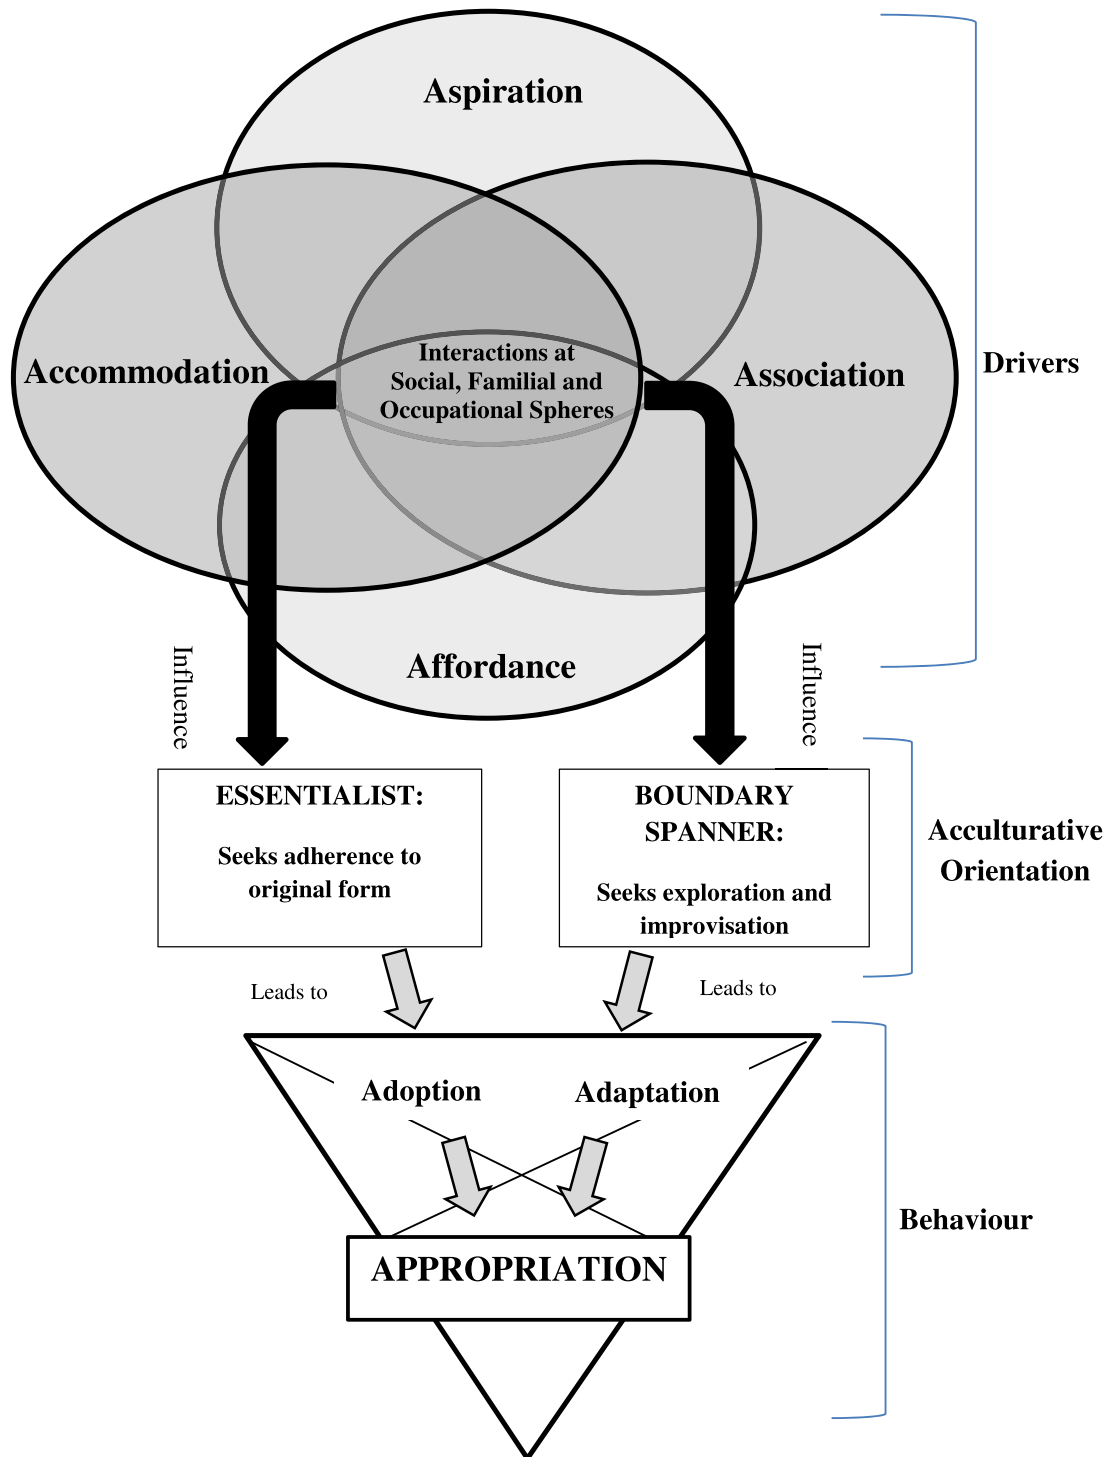 Aspiration
Accommodation
Interactions at
Social, Familial and
Occupational Spheres
Association
Drivers
Affordance
Influence
Influence
ESSENTIALIST:
Seeks adherence to
original form
BOUNDARY
SPANNER:
Seeks exploration and
improvisation
Acculturative
Orientation
Leads to
Leads to
Adoption
Adaptation
Behaviour
APPROPRIATION